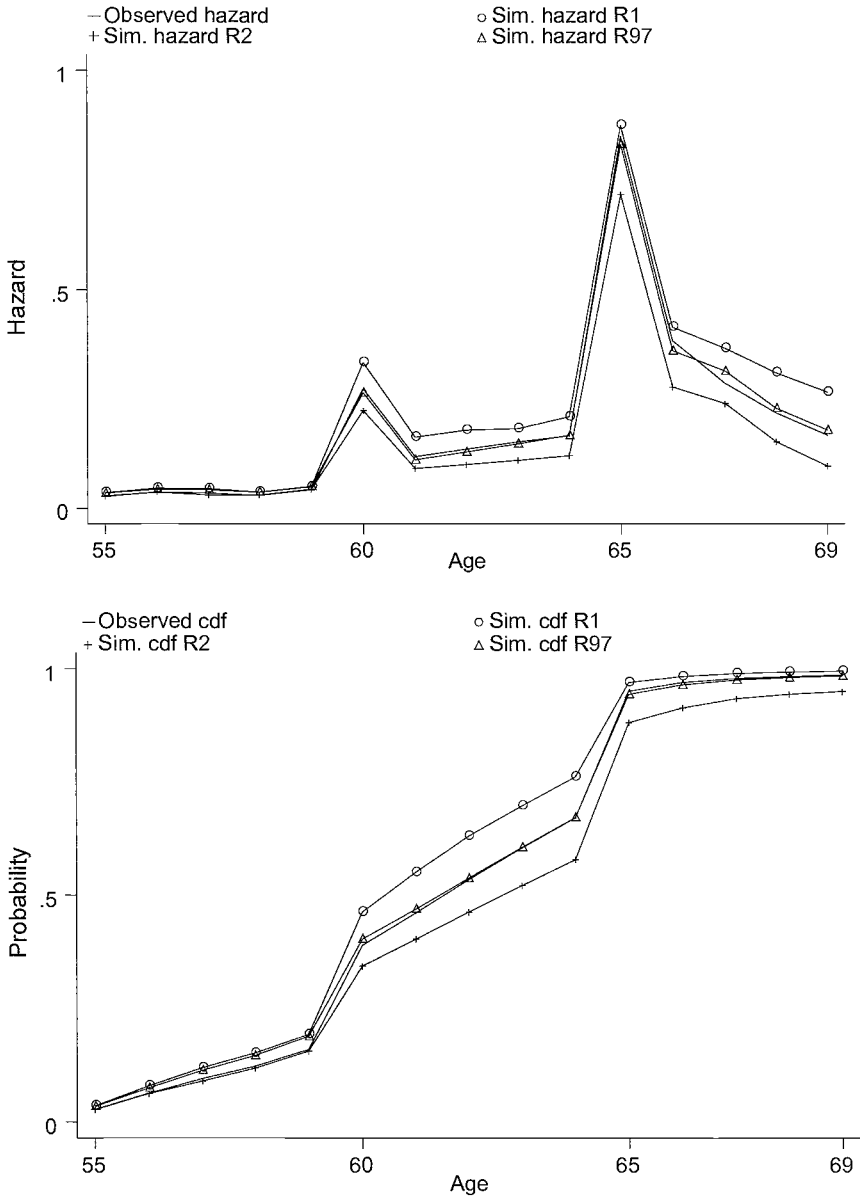 Observed hazard
Sim. hazard R1
Sim. hazard R2
Sim. hazard R97
1
.5
0
Hazard
55
60
65
69
Age
Observed cdf
Sim. cdf R1
Sim. cdf R2
Sim. cdf R97
1
.5
0
Probability
55
60
65
69
Age